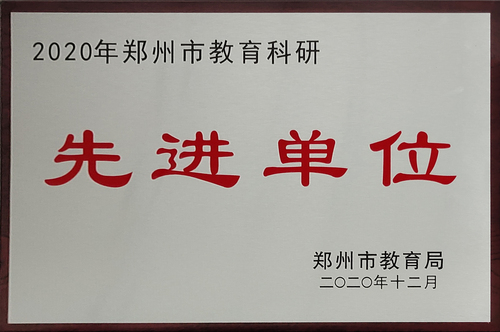 2020年郑州市教育科研
先进单位
郑州市教育局
二〇二〇年十二月